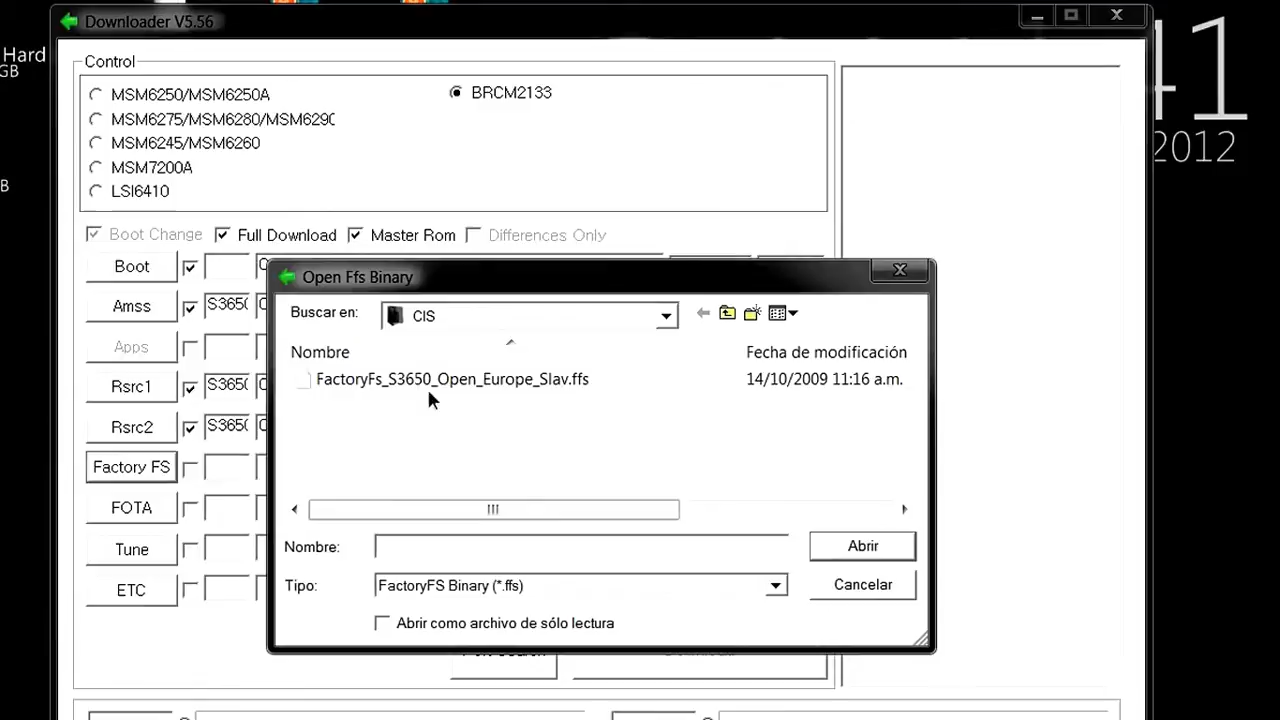 Downloader V5.56
Hard
GB
B
41
2012
Control
MSM6250/MSM6250A
BRCM2133
MSM6275/MSM6280/MSM629
MSM6245/MSM6260
MSM7200A
LSI6410
Boot Change
Full Download
Master Rom
Differences Only
Boot
Amss
S365
Apps
Rsrc1
S365
Rsrc2
S365
Factory FS
FOTA
Tune
ETC
Open Ffs Binary
Buscar en:
CIS
Nombre
Fecha de modificación
FactoryFs_S3650_Open_Europe_Slav.ffs
14/10/2009 11:16 a.m.
Nombre:
Abrir
Tipo:
FactoryFS Binary (*.ffs)
Cancelar
Abrir como archivo de sólo lectura